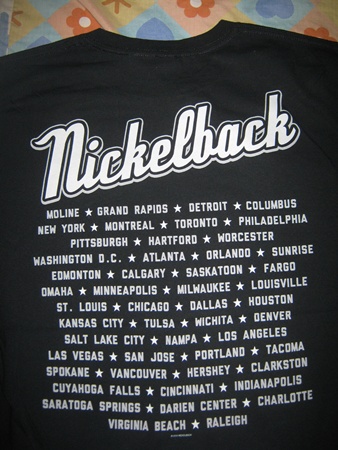 Nickelback
MOLINE ★ GRAND RAPIDS ★ DETROIT ★ COLUMBUS
NEW YORK ★ MONTREAL ★ TORONTO ★ PHILADELPHIA
PITTSBURGH ★ HARTFORD ★ WORCESTER
WASHINGTON D.C. ★ ATLANTA ★ ORLANDO ★ SUNRISE
EDMONTON ★ CALGARY ★ SASKATOON ★ FARGO
OMAHA ★ MINNEAPOLIS ★ MILWAUKEE ★ LOUISVILLE
ST. LOUIS ★ CHICAGO ★ DALLAS ★ HOUSTON
KANSAS CITY ★ TULSA ★ WICHITA ★ DENVER
SALT LAKE CITY ★ NAMPA ★ LOS ANGELES
LAS VEGAS ★ SAN JOSE ★ PORTLAND ★ TACOMA
SPOKANE ★ VANCOUVER ★ HERSHEY ★ CLARKSTON
CUYAHOGA FALLS ★ CINCINNATI ★ INDIANAPOLIS
SARATOGA SPRINGS ★ DARIEN CENTER ★ CHARLOTTE
VIRGINIA BEACH ★ RALEIGH